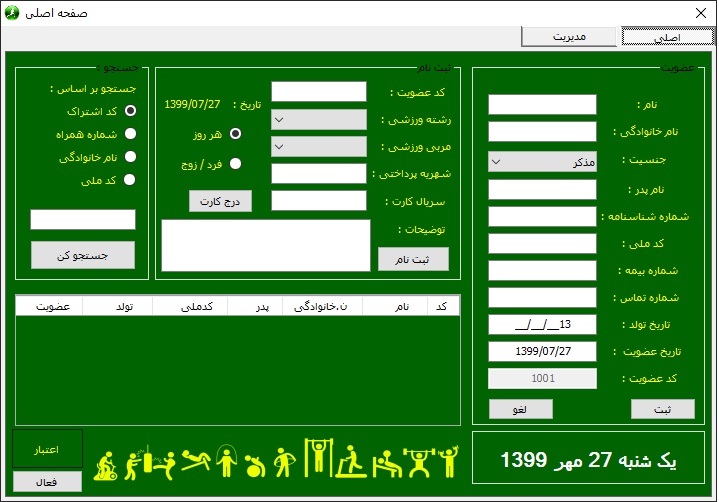 صفحه اصلی
اصلی
مدیریت
عضویت
نام :
نام خانوادگی :
جنسیت :
مذکر
نام پدر :
شماره شناسنامه :
کد ملی :
شماره بیمه :
شماره تماس :
تاریخ تولد :
13__/__/__
تاریخ عضویت :
1399/07/27
کد عضویت :
1001
ثبت
لغو
ثبت نام
کد عضویت :
تاریخ :
1399/07/27
رشته ورزشی :
هر روز
مربی ورزشی :
فرد / زوج
شهریه پرداختی :
سریال کارت :
درج کارت
توضیحات :
ثبت نام
جستجو :
جستجو بر اساس :
کد اشتراک
شماره همراه
نام خانوادگی
کد ملی
جستجو کن
کد
نام
ن.خانوادگی
پدر
کدملی
تولد
عضویت
یک شنبه 27 مهر 1399
اعتبار
فعال